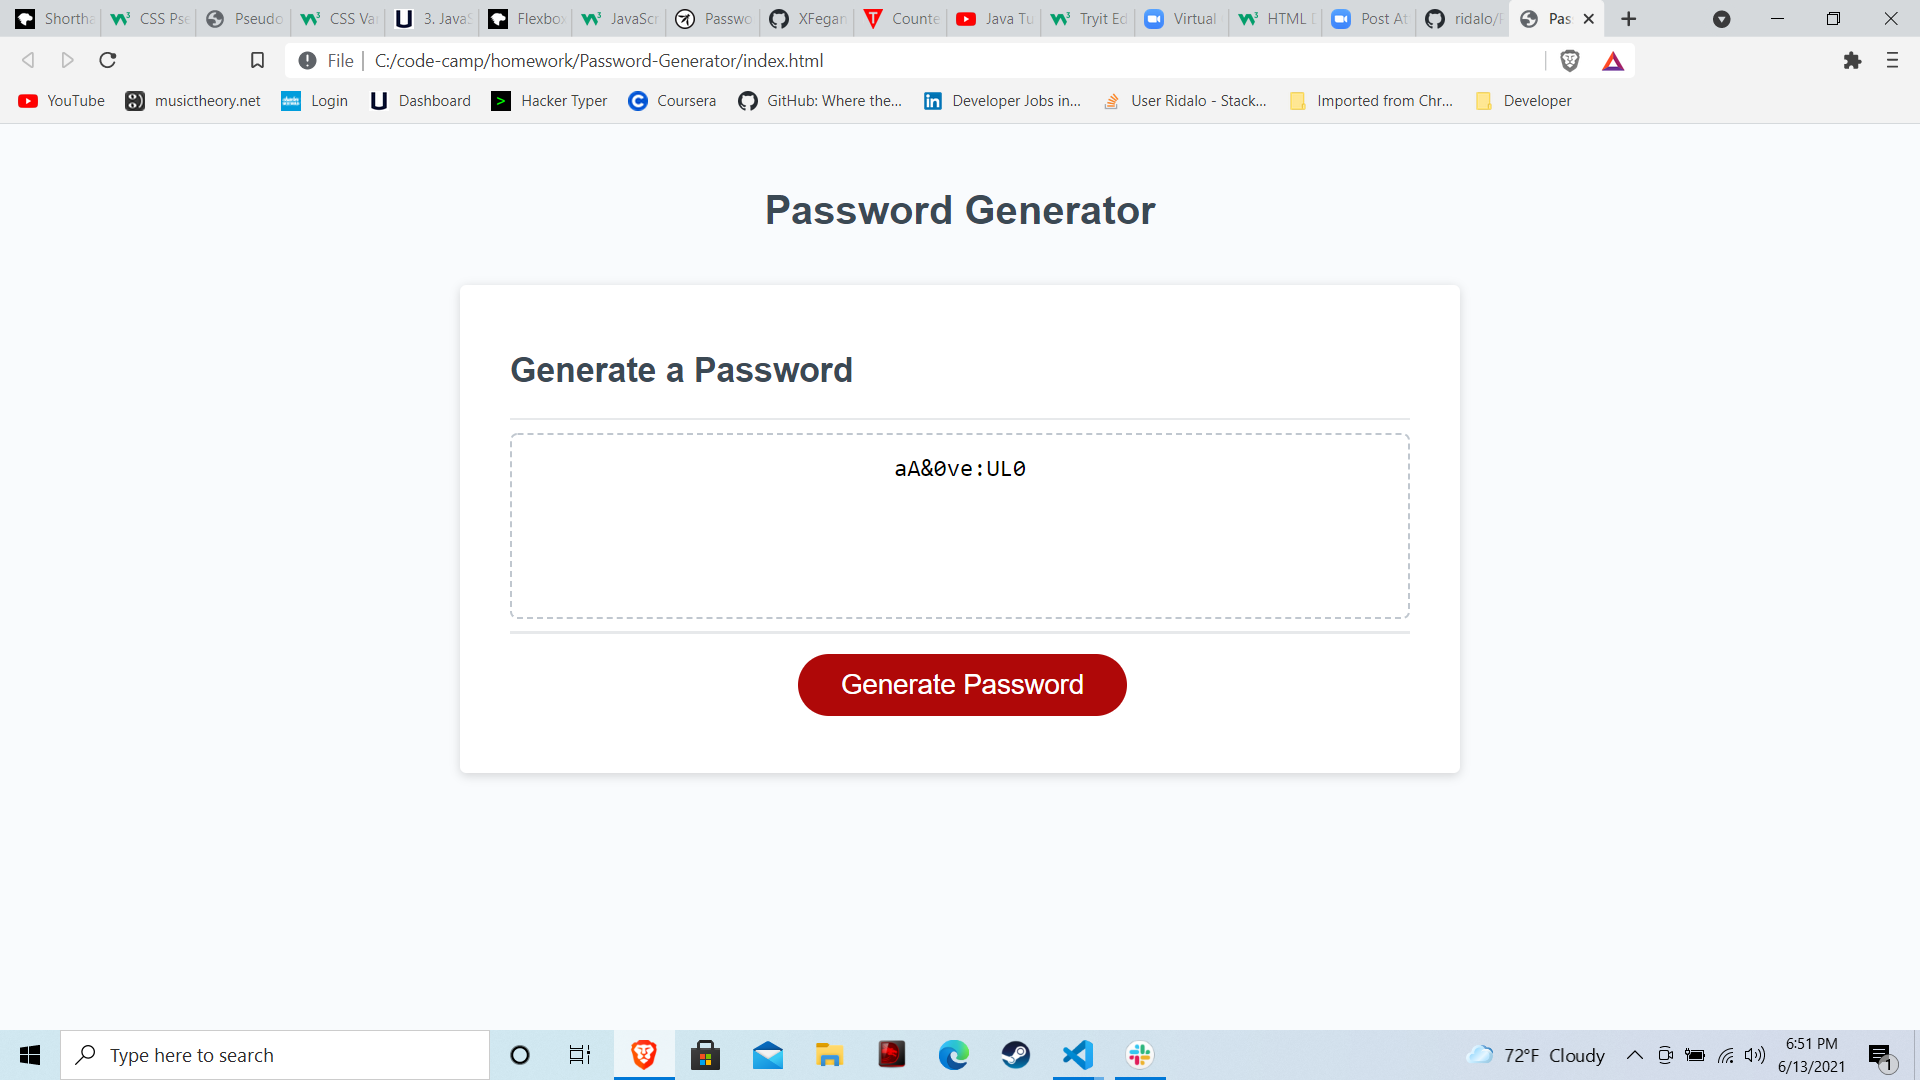 Shortha CSS Pse Pseudo CSS Va 3. JavaS Flexbox JavaScr Passwo XFegan Counte Java Tu Tryit Ed Virtual HTML Post At ridalo/ Pas
File C:/code-camp/homework/Password-Generator/index.html
YouTube musictheory.net Login Dashboard Hacker Typer Coursera GitHub: Where the... Developer Jobs in... User Ridalo - Stack... Imported from Chr... Developer
Password Generator
Generate a Password
aA&0ve:UL0
Generate Password
Type here to search
72°F Cloudy
6:51 PM
6/13/2021
1